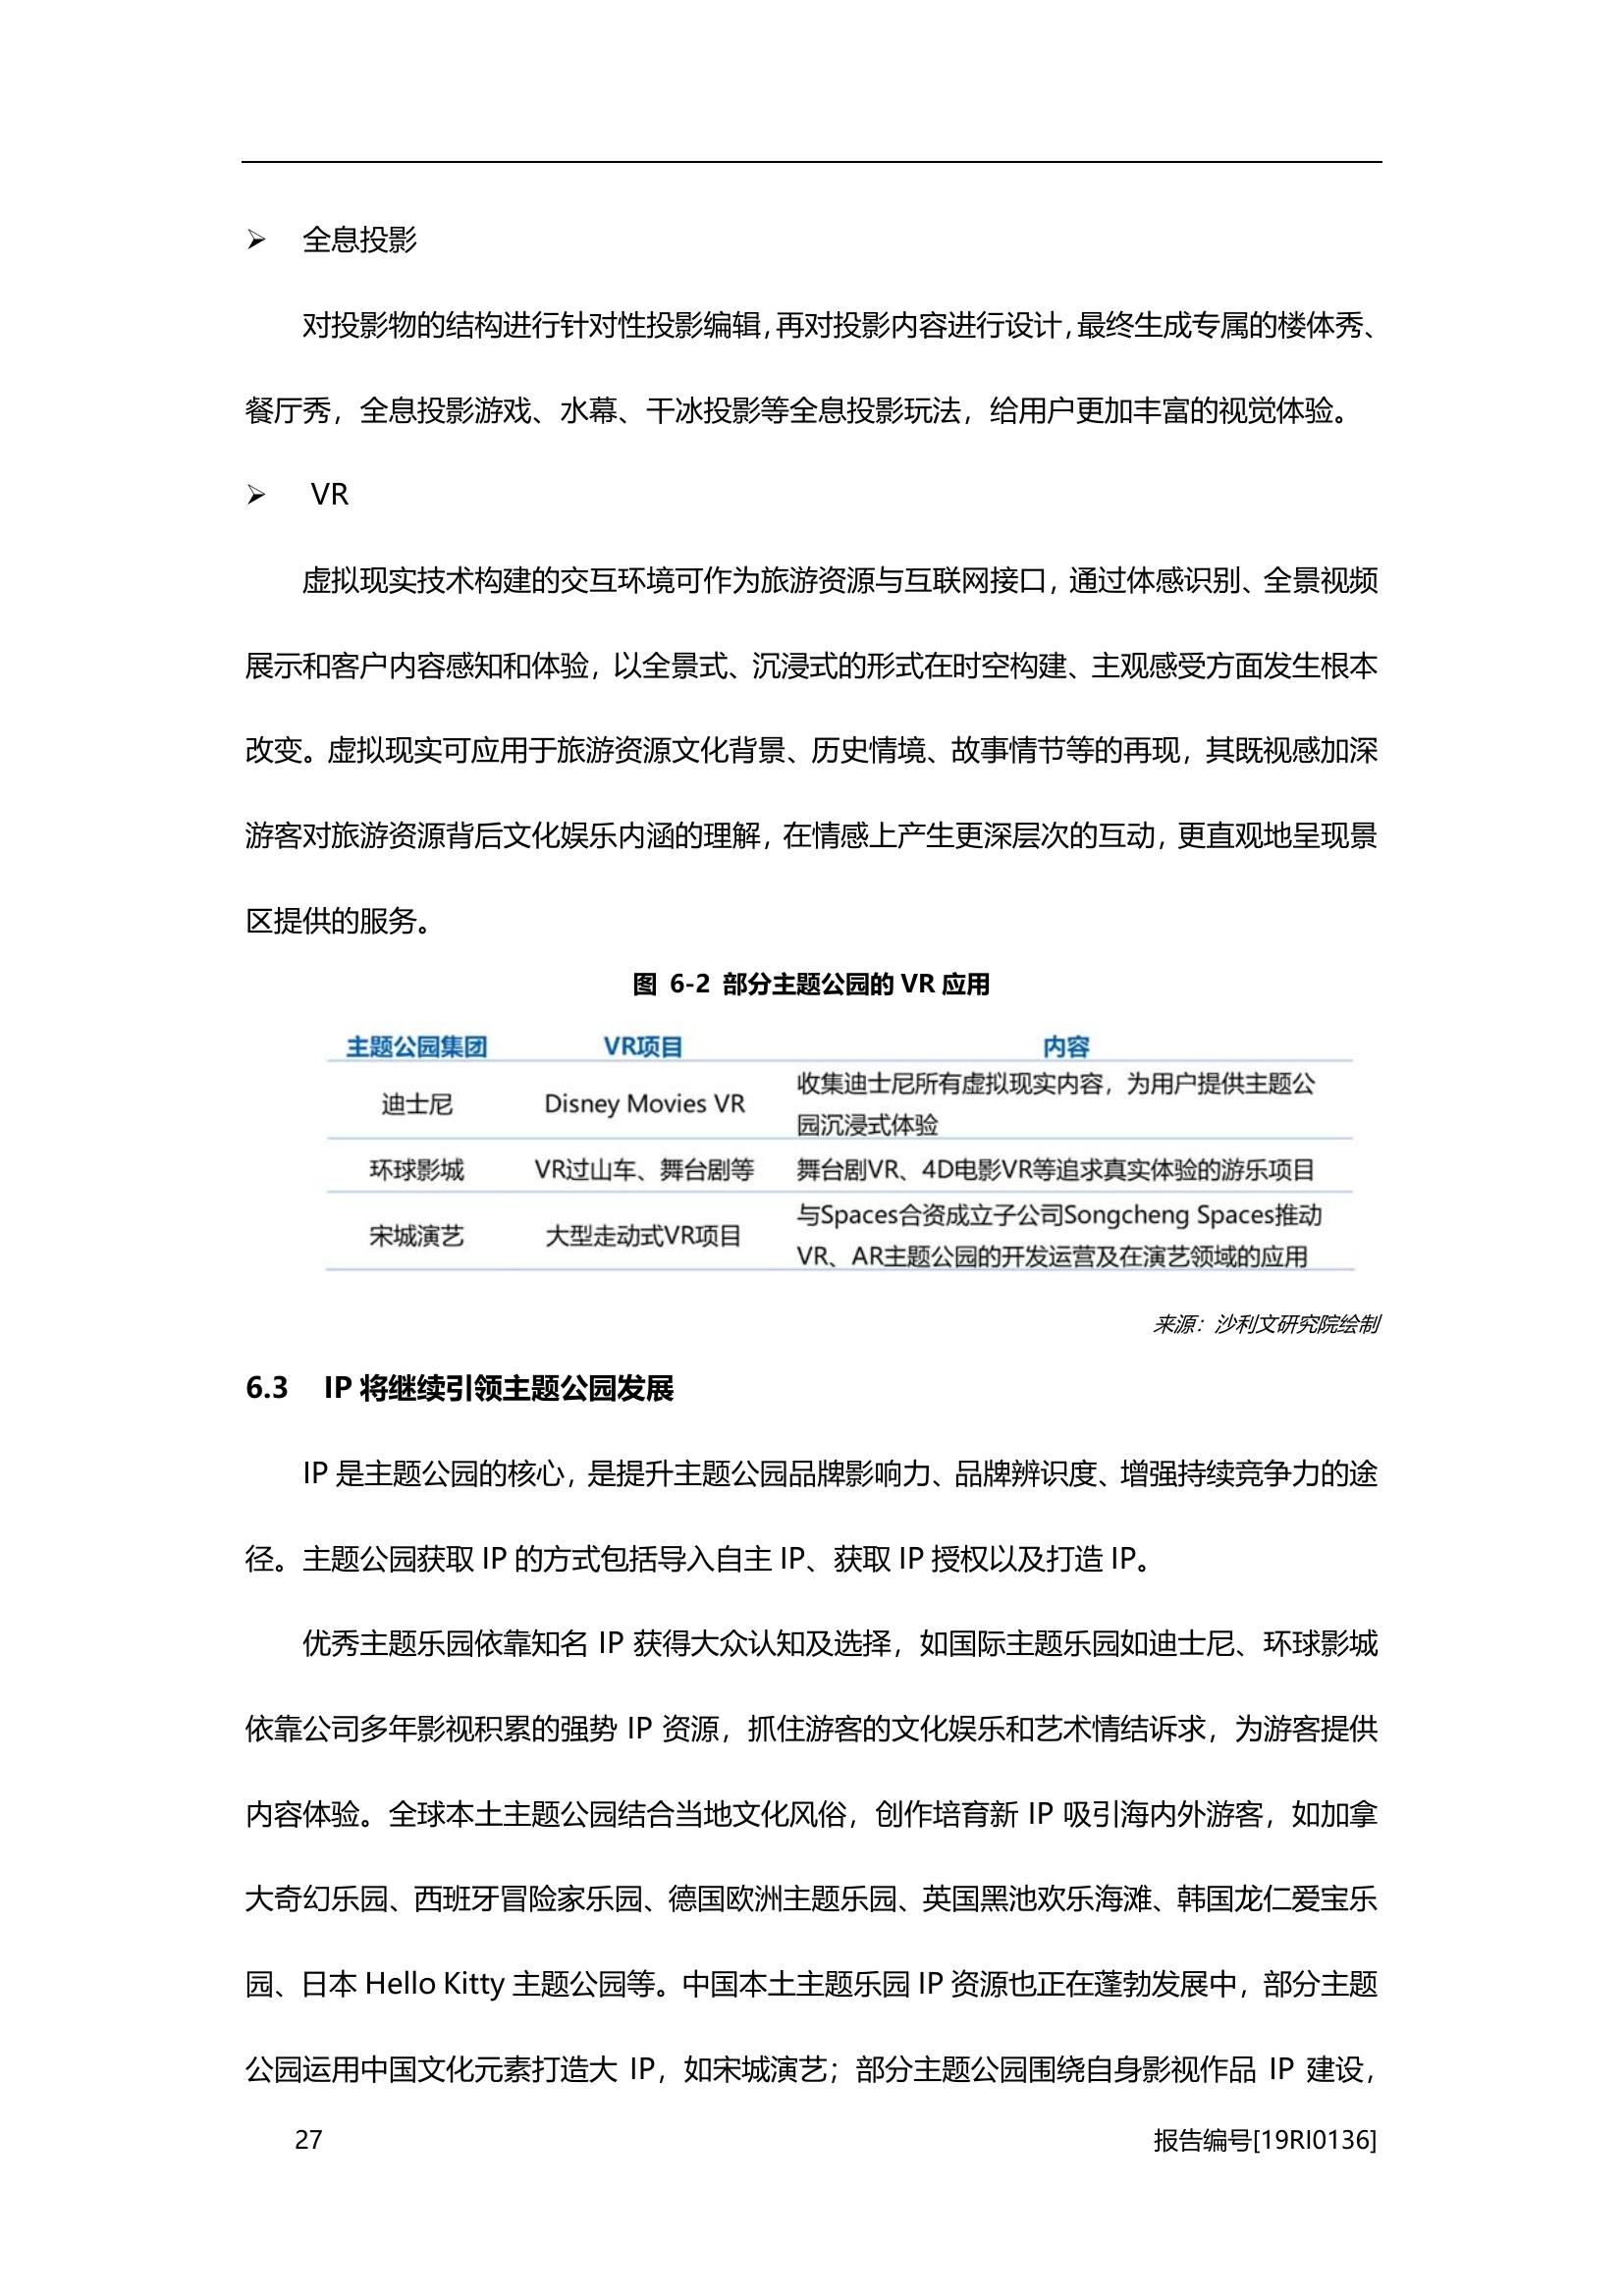 ➢ 全息投影
对投影物的结构进行针对性投影编辑，再对投影内容进行设计，最终生成专属的楼体秀、
餐厅秀，全息投影游戏、水幕、干冰投影等全息投影玩法，给用户更加丰富的视觉体验。
➢ VR
虚拟现实技术构建的交互环境可作为旅游资源与互联网接口，通过体感识别、全景视频
展示和客户内容感知和体验，以全景式、沉浸式的形式在时空构建、主观感受方面发生根本
改变。虚拟现实可应用于旅游资源文化背景、历史情境、故事情节等的再现，其既视感加深
游客对旅游资源背后文化娱乐内涵的理解，在情感上产生更深层次的互动，更直观地呈现景
区提供的服务。
图 6-2 部分主题公园的 VR 应用
主题公园集团 VR项目 内容
迪士尼 Disney Movies VR 收集迪士尼所有虚拟现实内容，为用户提供主题公
园沉浸式体验
环球影城 VR过山车、舞台剧等 舞台剧VR、4D电影VR等追求真实体验的游乐项目
宋城演艺 大型走动式VR项目 与Spaces合资成立子公司Songcheng Spaces推动
VR、AR主题公园的开发运营及在演艺领域的应用
来源：沙利文研究院绘制
6.3 IP 将继续引领主题公园发展
IP 是主题公园的核心，是提升主题公园品牌影响力、品牌辨识度、增强持续竞争力的途
径。主题公园获取 IP 的方式包括导入自主 IP、获取 IP 授权以及打造 IP。
优秀主题乐园依靠知名 IP 获得大众认知及选择，如国际主题乐园如迪士尼、环球影城
依靠公司多年影视积累的强势 IP 资源，抓住游客的文化娱乐和艺术情结诉求，为游客提供
内容体验。全球本土主题公园结合当地文化风俗，创作培育新 IP 吸引海内外游客，如加拿
大奇幻乐园、西班牙冒险家乐园、德国欧洲主题乐园、英国黑池欢乐海滩、韩国龙仁爱宝乐
园、日本 Hello Kitty 主题公园等。中国本土主题乐园 IP 资源也正在蓬勃发展中，部分主题
公园运用中国文化元素打造大 IP，如宋城演艺；部分主题公园围绕自身影视作品 IP 建设，
27 报告编号[19RI0136]